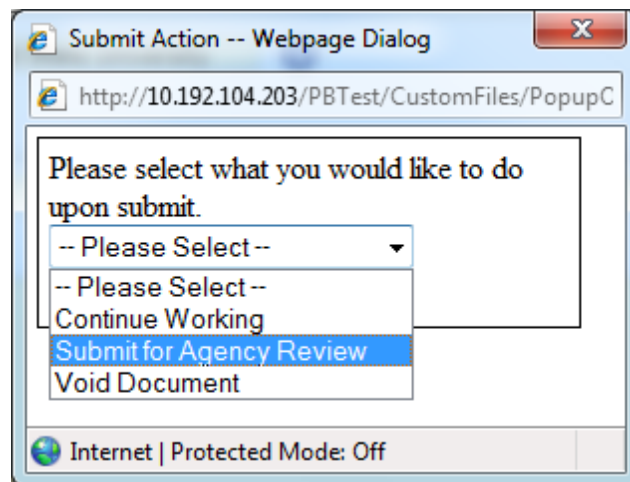 Submit Action -- Webpage Dialog
http://10.192.104.203/PBTest/CustomFiles/PopupC
Please select what you would like to do
upon submit.
-- Please Select --
-- Please Select --
Continue Working
Submit for Agency Review
Void Document
Internet | Protected Mode: Off